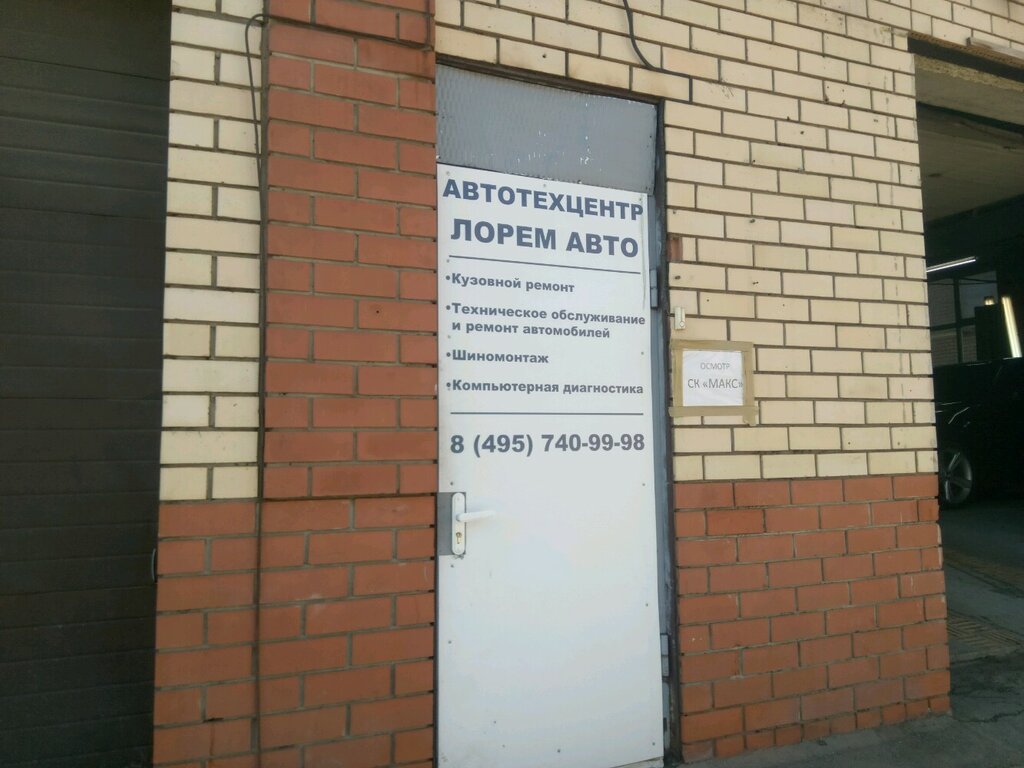 АВТОТЕХЦЕНТР
ЛОРЕМ АВТО
•Кузовной ремонт
•Техническое обслуживание
и ремонт автомобилей
•Шиномонтаж
•Компьютерная диагностика
8 (495) 740-99-98
ОСМОТР
СК «МАКС»